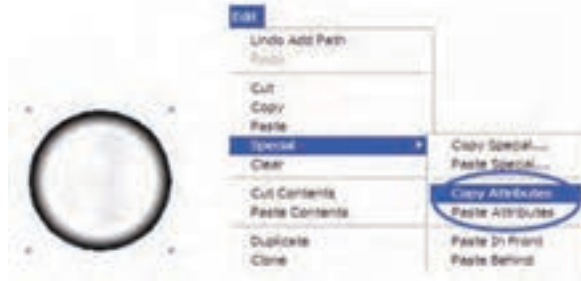 Edit
Undo Add Path
Redo
Cut
Copy
Paste
Special
Clear
Cut Contents
Paste Contents
Duplicate
Clone
Copy Special...
Paste Special...
Copy Attributes
Paste Attributes
Paste In Front
Paste Behind